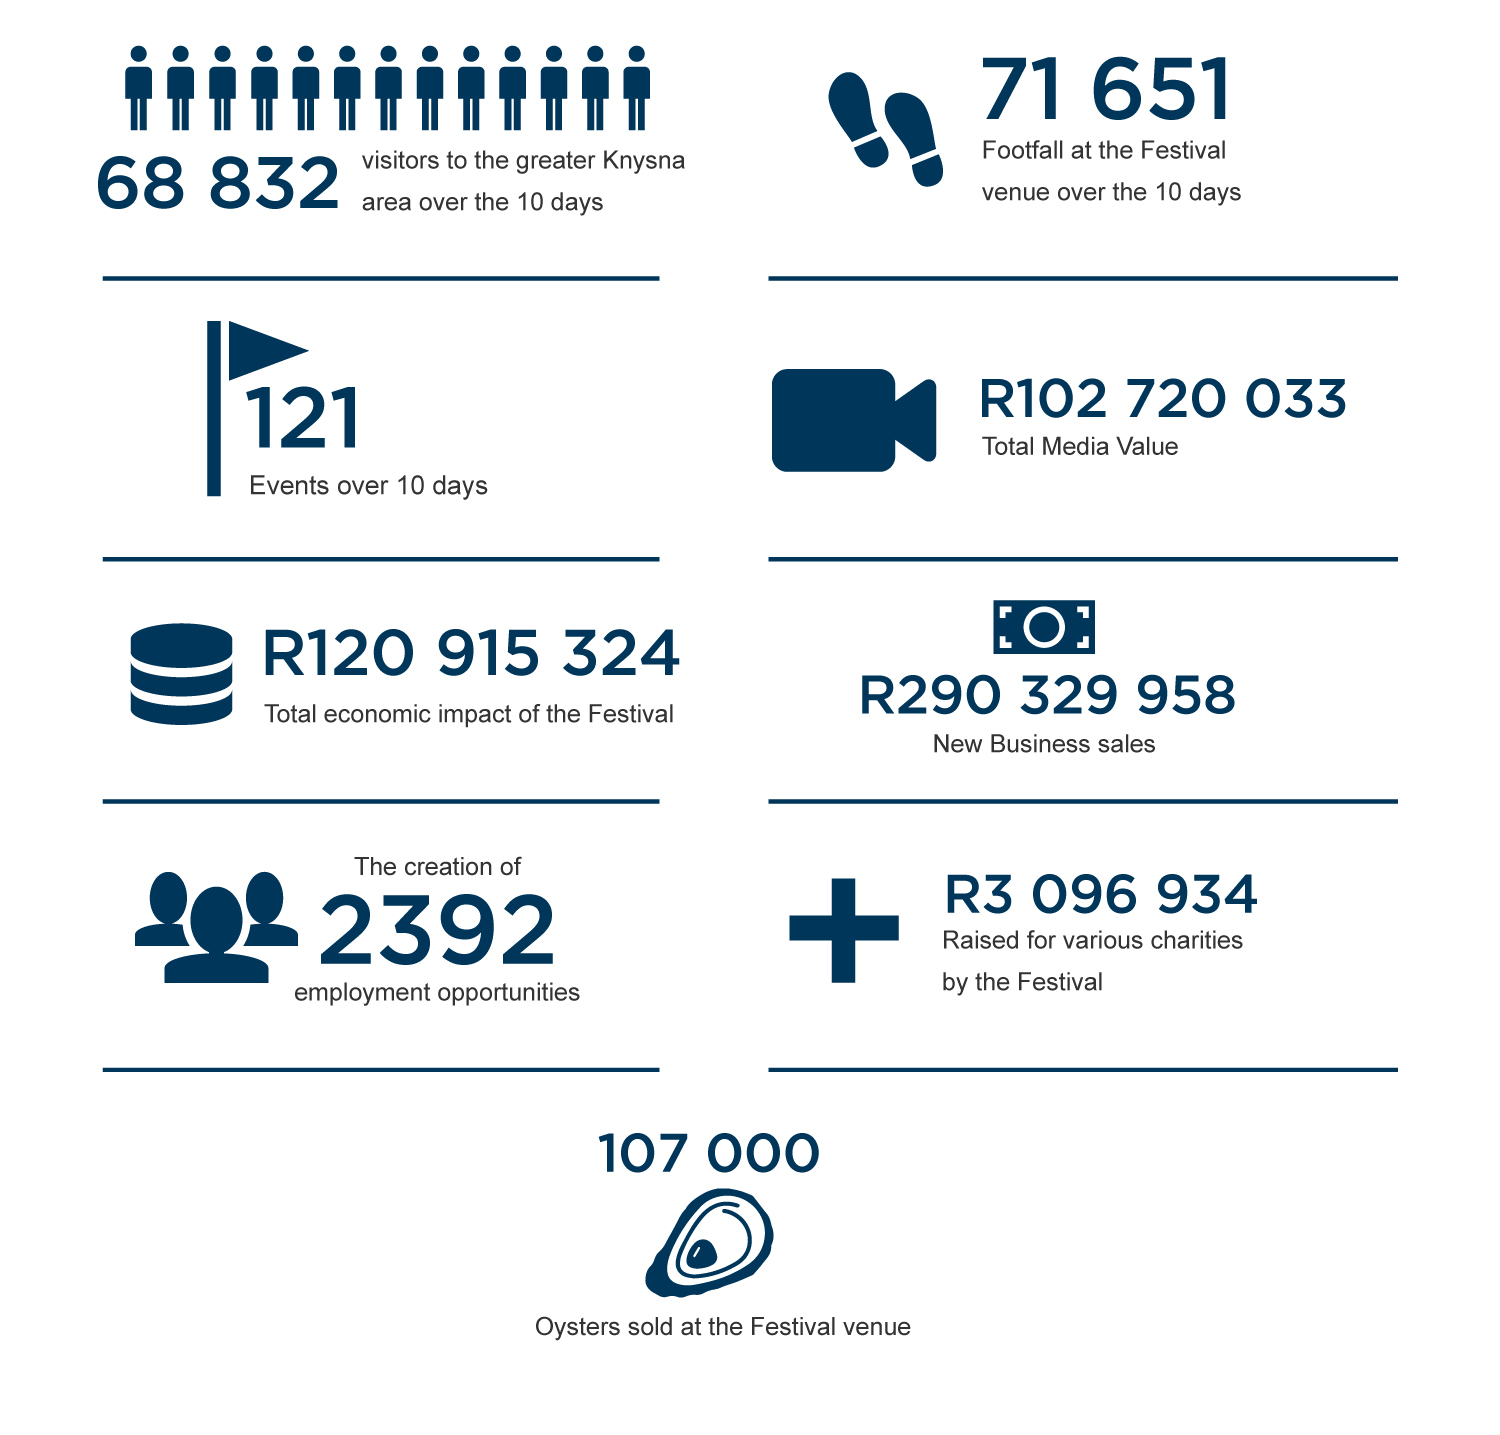 68 832
visitors to the greater Knysna
area over the 10 days
71 651
Footfall at the Festival
venue over the 10 days
121
Events over 10 days
R102 720 033
Total Media Value
R120 915 324
Total economic impact of the Festival
R290 329 958
New Business sales
The creation of
2392
employment opportunities
R3 096 934
Raised for various charities
by the Festival
107 000
Oysters sold at the Festival venue